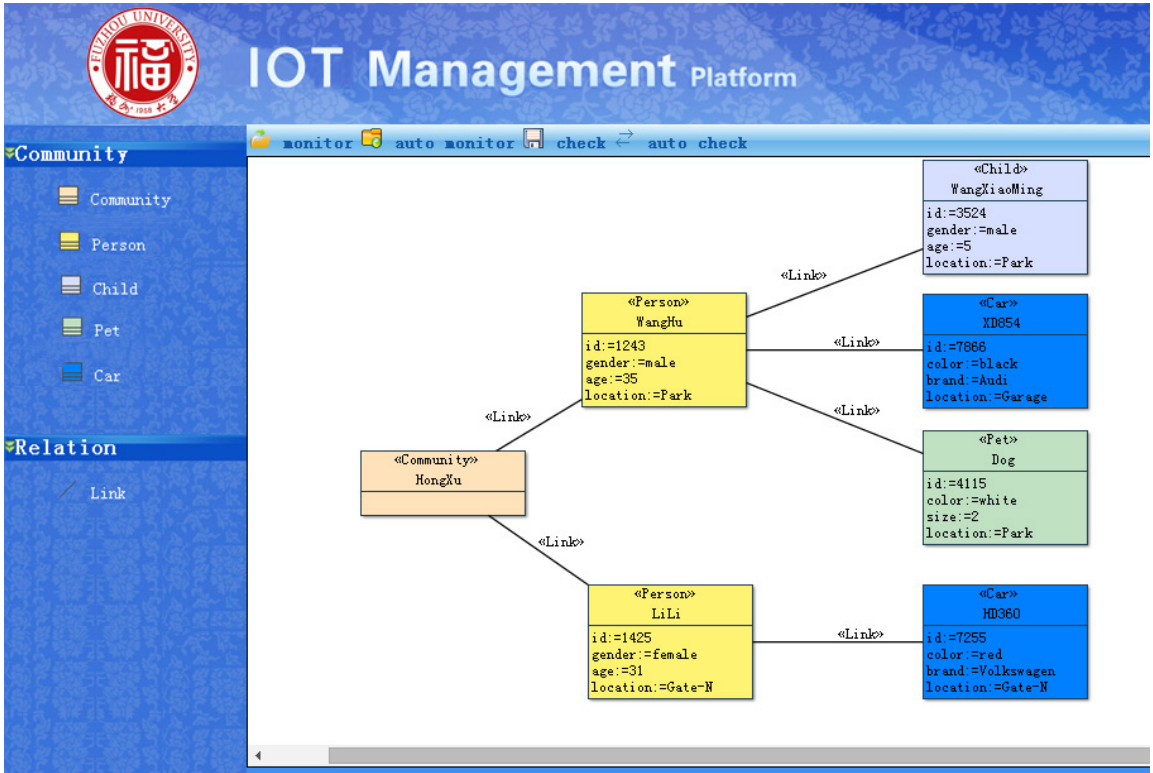 FUZHOU UNIVERSITY
福
1958
IOT Management Platform
monitor auto monitor check auto check
Community
Community
Person
Child
Pet
Car
Relation
Link
«Child»
WangXiaoMing
id:=3524
gender:=male
age:=5
location:=Park
«Link»
«Person»
WangHu
id:=1243
gender:=male
age:=35
location:=Park
«Link»
«Car»
XD854
id:=7866
color:=black
brand:=Audi
location:=Garage
«Link»
«Link»
«Pet»
Dog
id:=4115
color:=white
size:=2
location:=Park
«Community»
HongXu
«Link»
«Person»
LiLi
id:=1425
gender:=female
age:=31
location:=Gate-N
«Link»
«Car»
HD360
id:=7255
color:=red
brand:=Volkswagen
location:=Gate-N